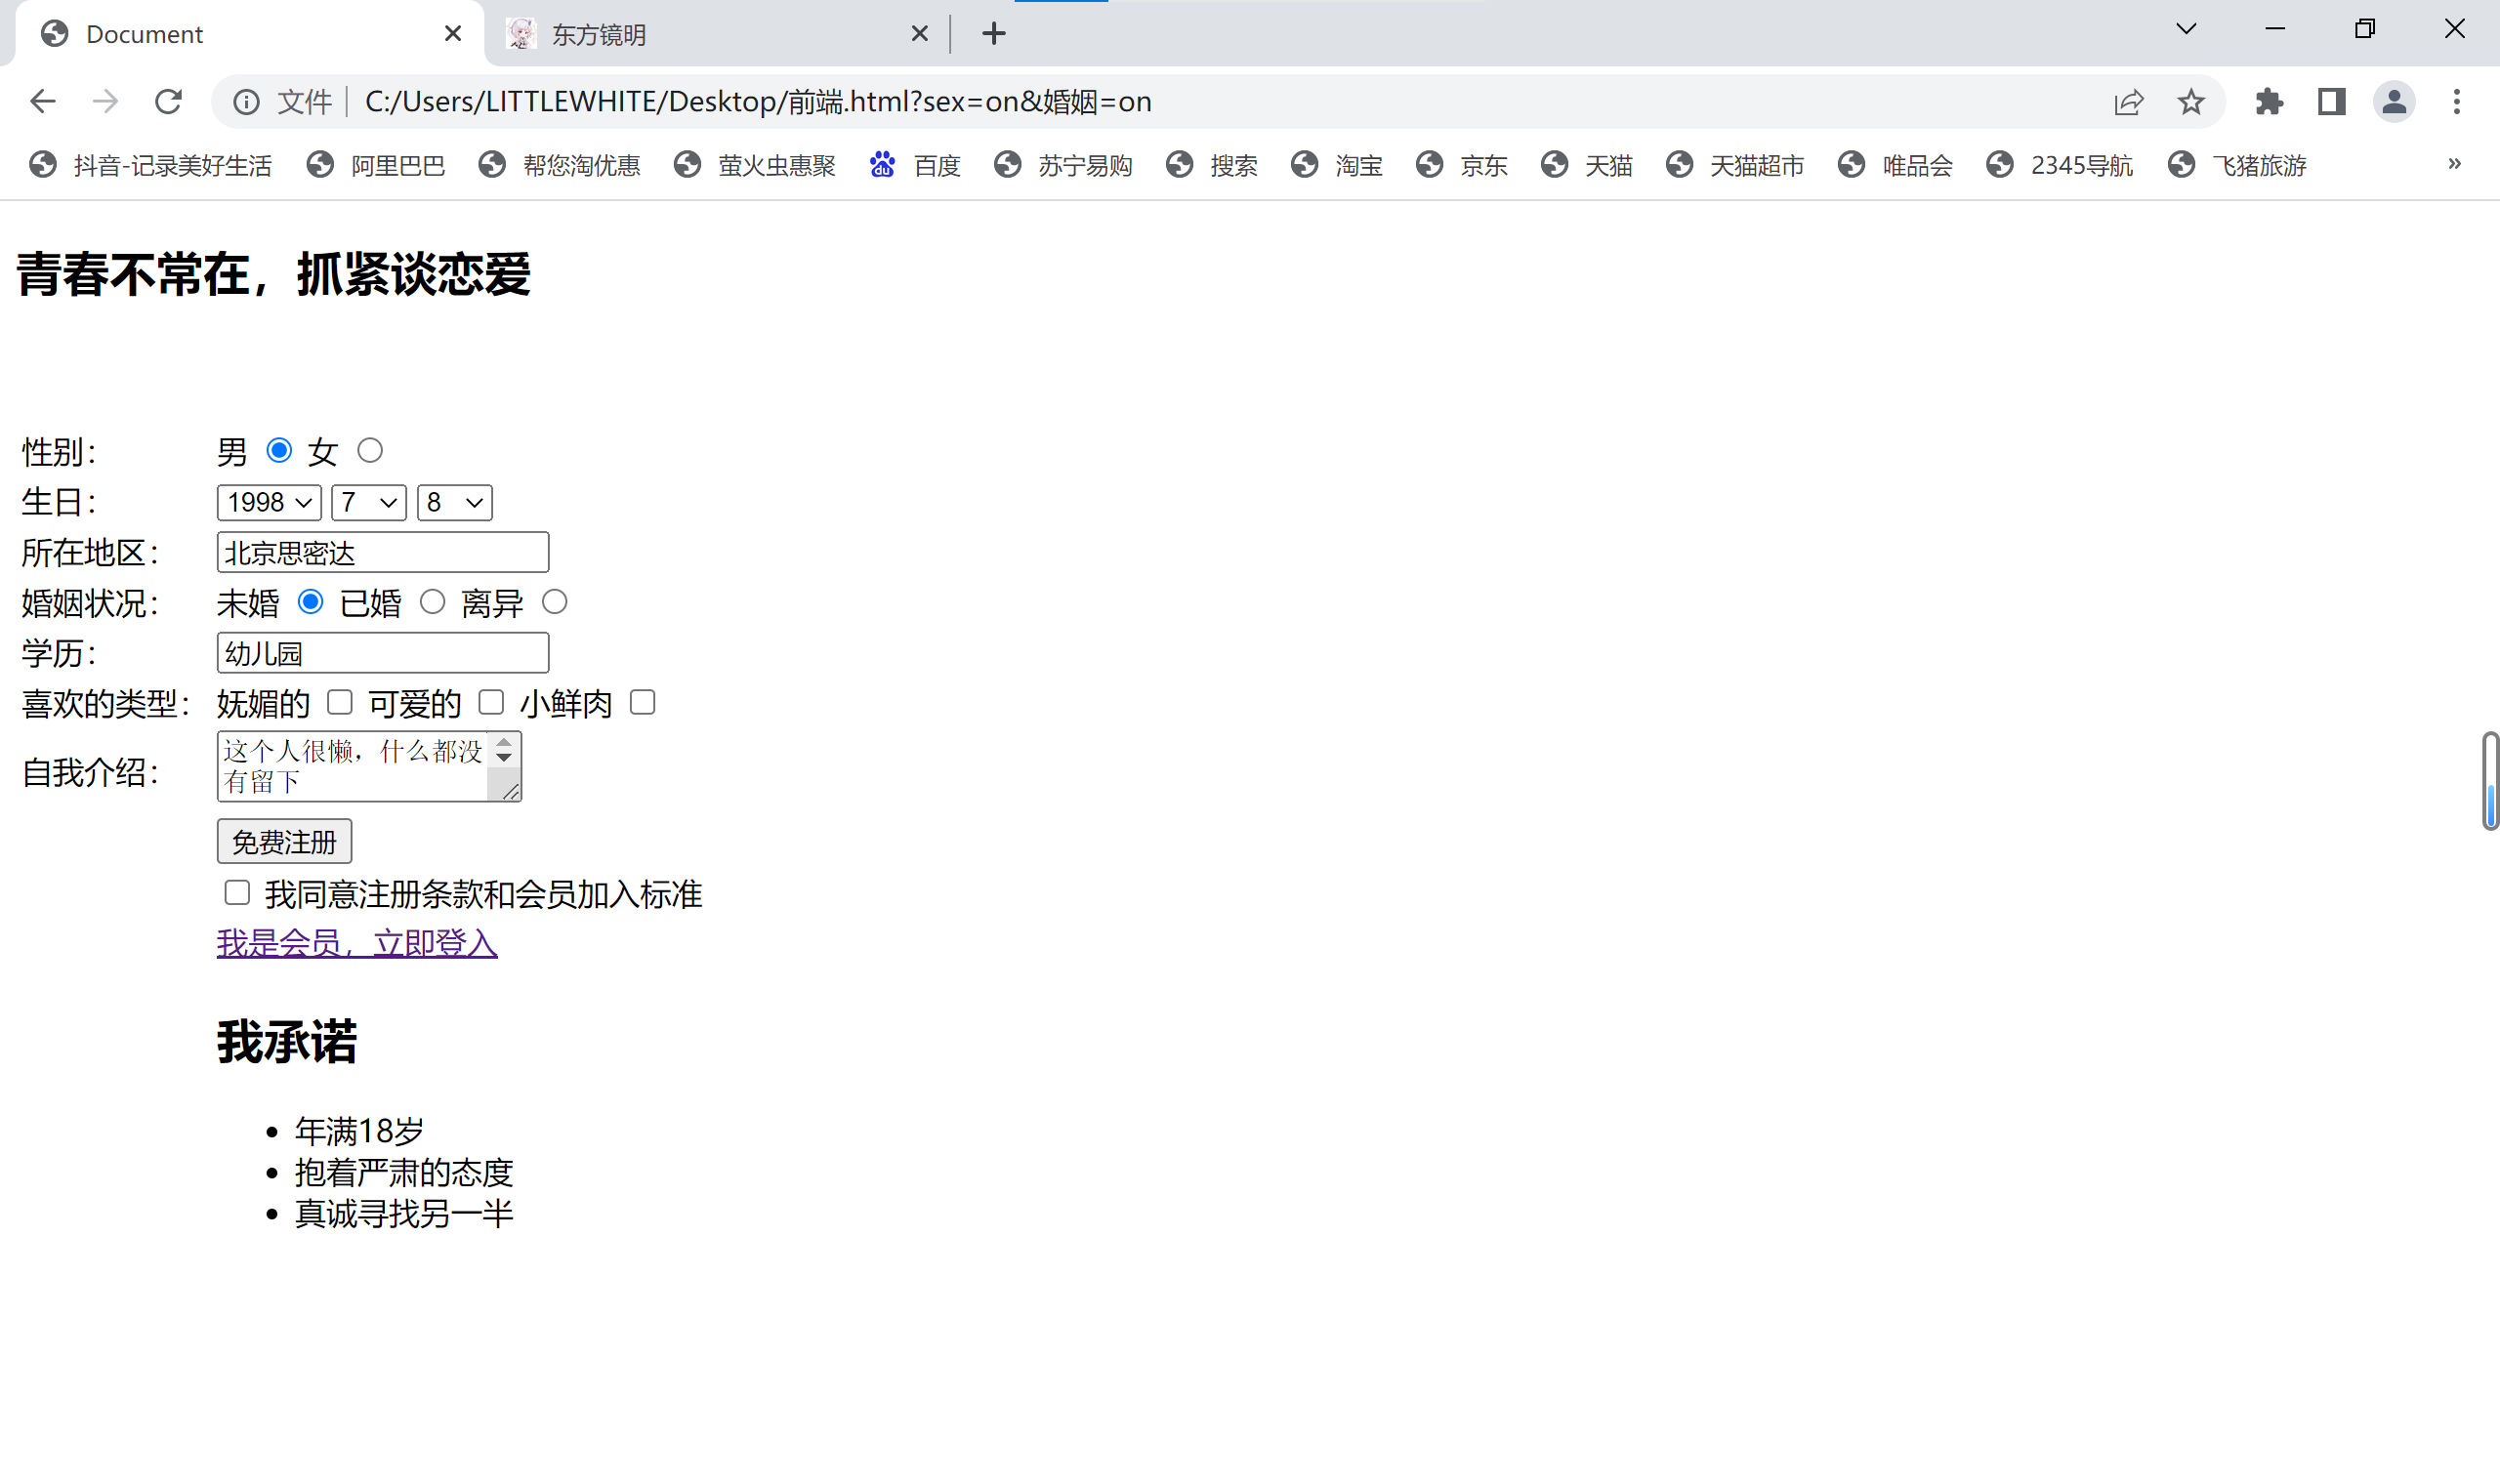 Document
东方镜明
文件 C:/Users/LITTLEWHITE/Desktop/前端.html?sex=on&婚姻=on
抖音-记录美好生活 阿里巴巴 帮您淘优惠 萤火虫惠聚 百度 苏宁易购 搜索 淘宝 京东 天猫 天猫超市 唯品会 2345导航 飞猪旅游 »
青春不常在，抓紧谈恋爱
性别： 男 女
生日： 1998 7 8
所在地区： 北京思密达
婚姻状况： 未婚 已婚 离异
学历： 幼儿园
喜欢的类型： 妩媚的 可爱的 小鲜肉
自我介绍： 这个人很懒，什么都没
有留下
免费注册
我同意注册条款和会员加入标准
我是会员，立即登入
我承诺
• 年满18岁
• 抱着严肃的态度
• 真诚寻找另一半